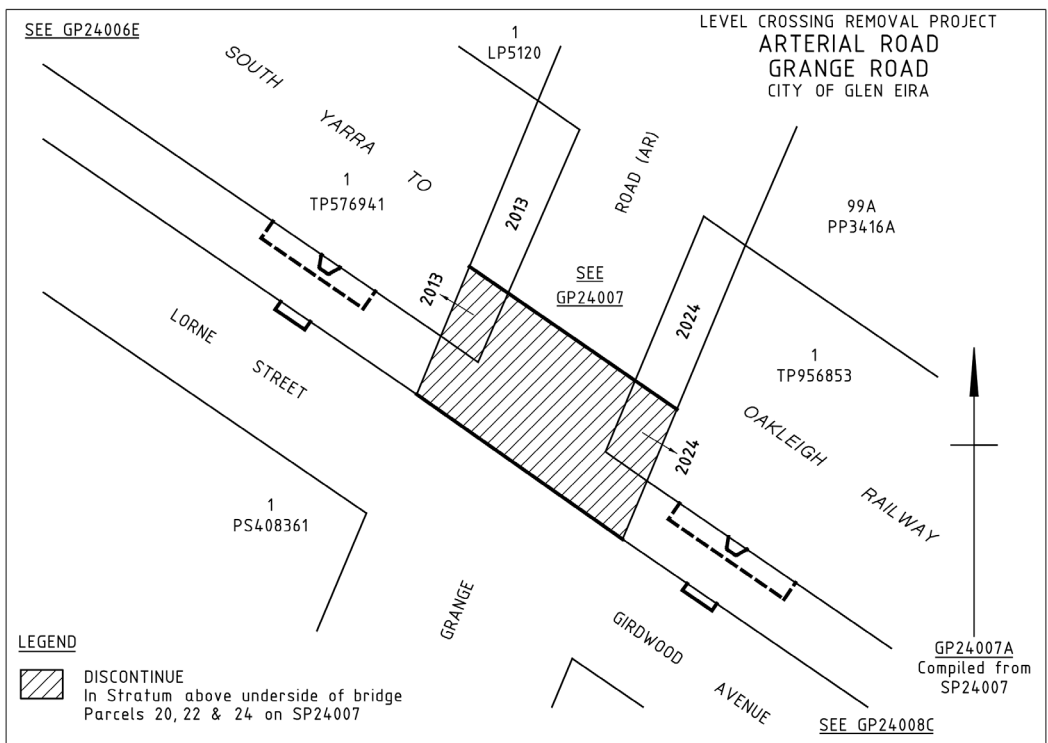 SEE GP24006E
LEVEL CROSSING REMOVAL PROJECT
ARTERIAL ROAD
GRANGE ROAD
CITY OF GLEN EIRA
1
LP5120
SOUTH
YARRA
TO
1
TP576941
ROAD (AR)
2013
99A
PP3416A
SEE
GP24007
2013
2024
1
TP956853
LORNE
STREET
OAKLEIGH
RAILWAY
2024
1
PS408361
GRANGE
GIRDWOOD
AVENUE
LEGEND
DISCONTINUE
In Stratum above underside of bridge
Parcels 20, 22 & 24 on SP24007
GP24007A
Compiled from
SP24007
SEE GP24008C